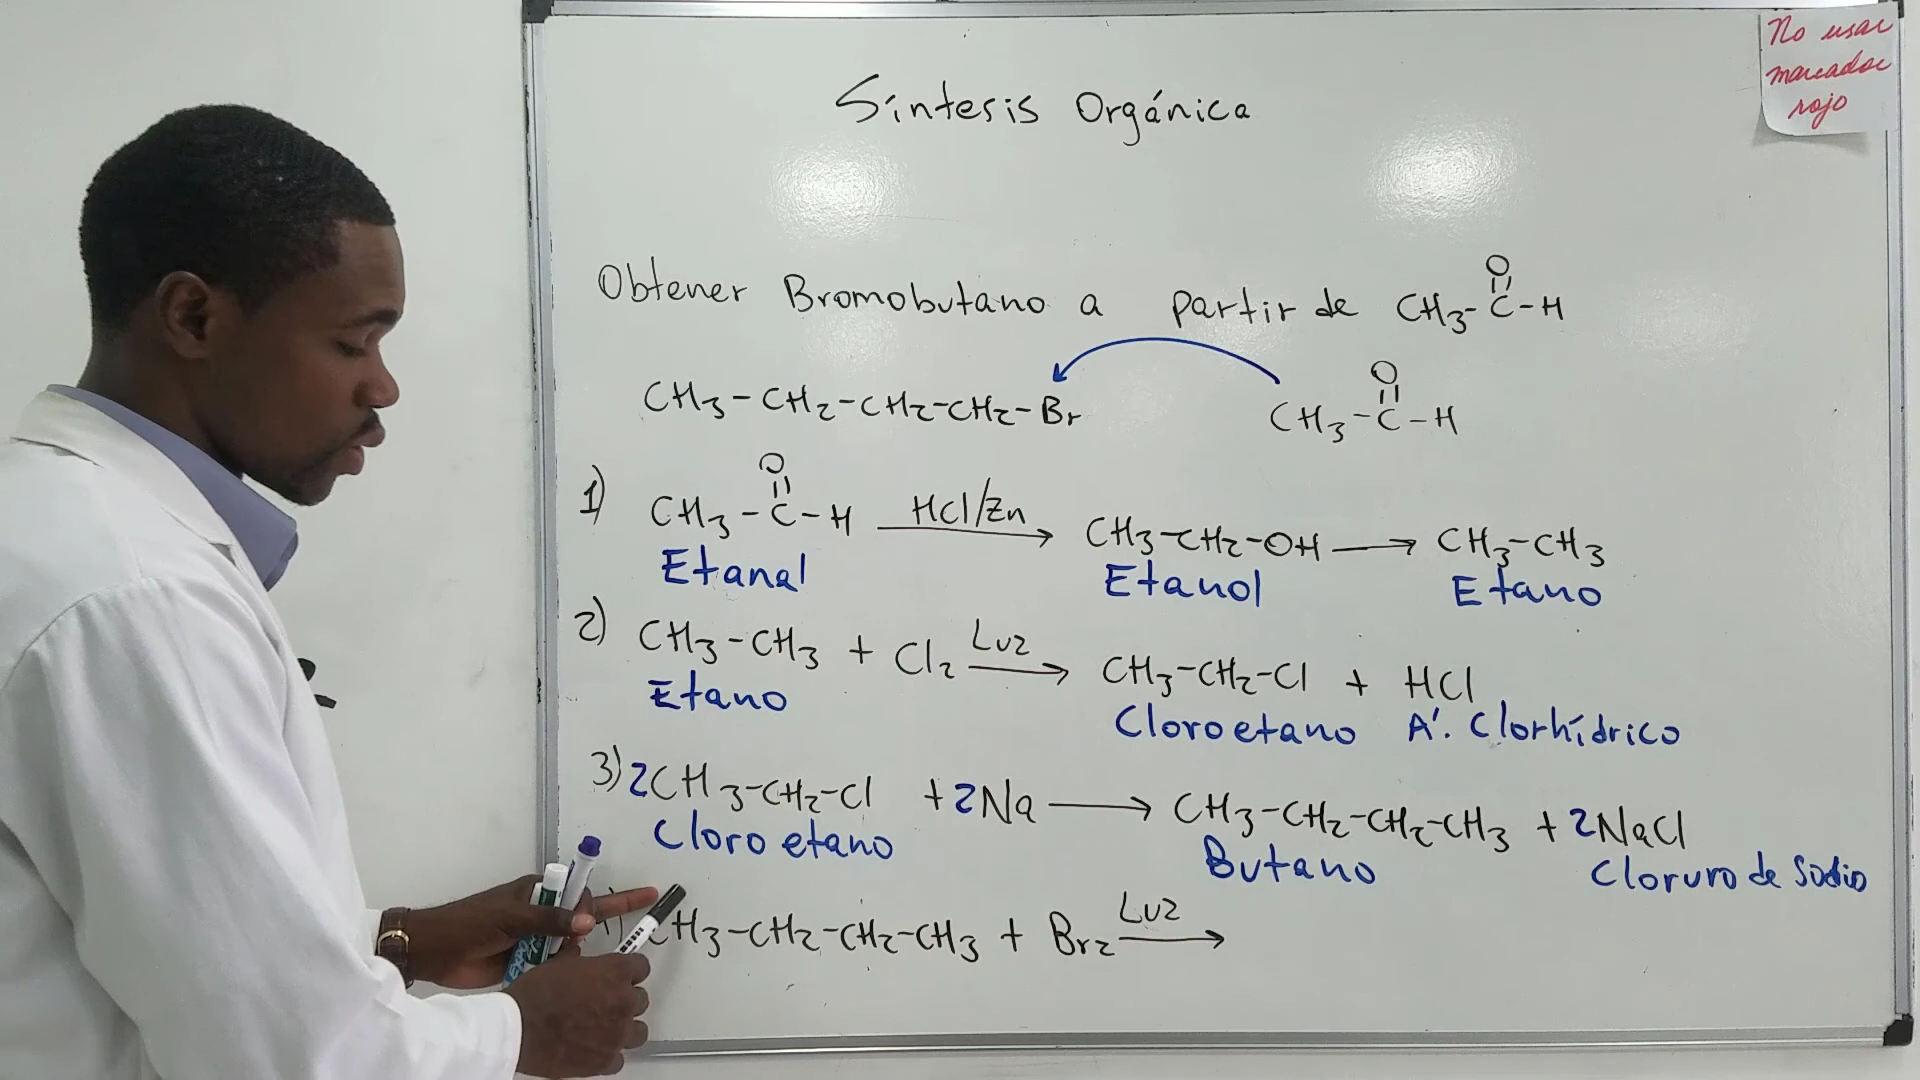 No usar
marcador
rojo
Síntesis Orgánica
Obtener Bromobutano a partir de CH3-C-H
O
CH3-CH2-CH2-CH2-Br
O
CH3-C-H
1)
O
CH3-C-H HCl/Zn CH3-CH2-OH → CH3-CH3
Etanal Etanol Etano
2) CH3-CH3 + Cl2 Luz → CH3-CH2-Cl + HCl
Etano Cloroetano A'. Clorhídrico
3) 2CH3-CH2-Cl + 2Na → CH3-CH2-CH2-CH3 + 2NaCl
Cloro etano Butano Cloruro de Sodio
CH3-CH2-CH2-CH3 + Br2 Luz →